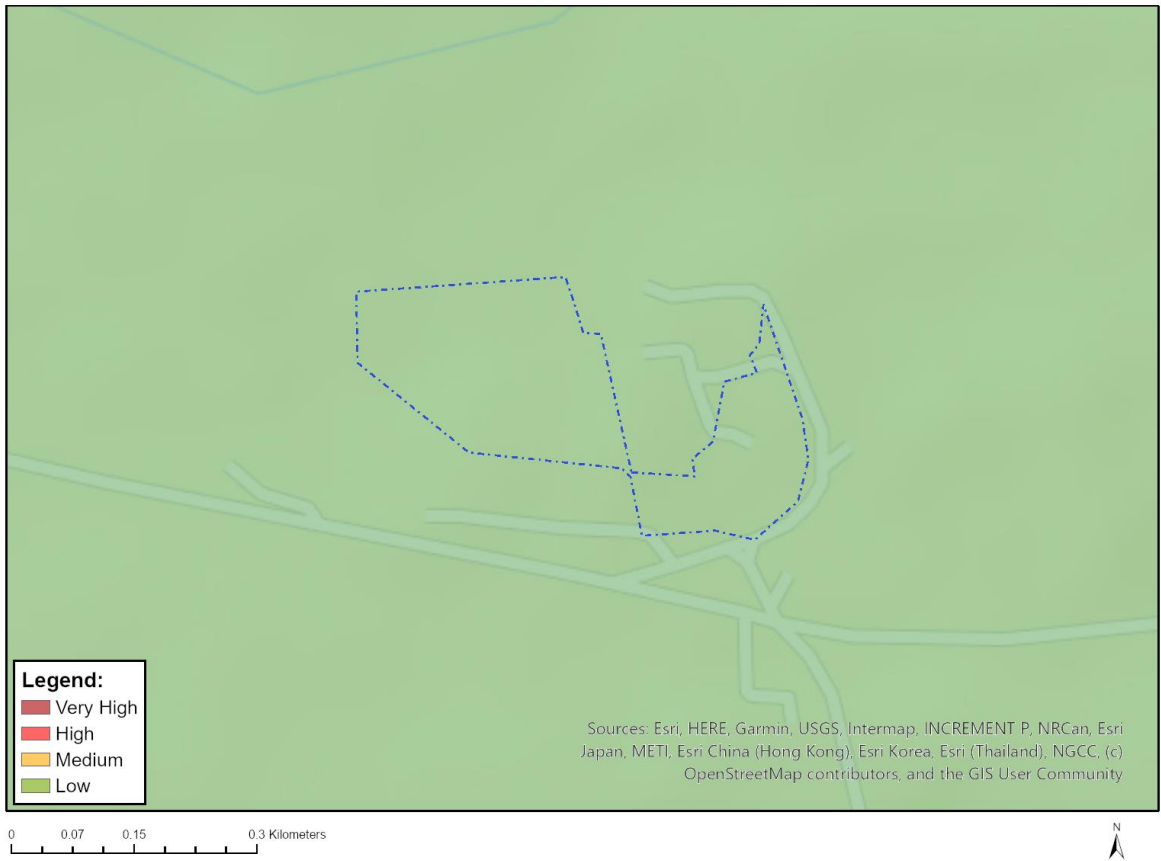 Legend:
Very High
High
Medium
Low
Sources: Esri, HERE, Garmin, USGS, Intermap, INCREMENT P, NRCan, Esri
Japan, METI, Esri China (Hong Kong), Esri Korea, Esri (Thailand), NGCC, (c)
OpenStreetMap contributors, and the GIS User Community
0 0.07 0.15 0.3 Kilometers
N